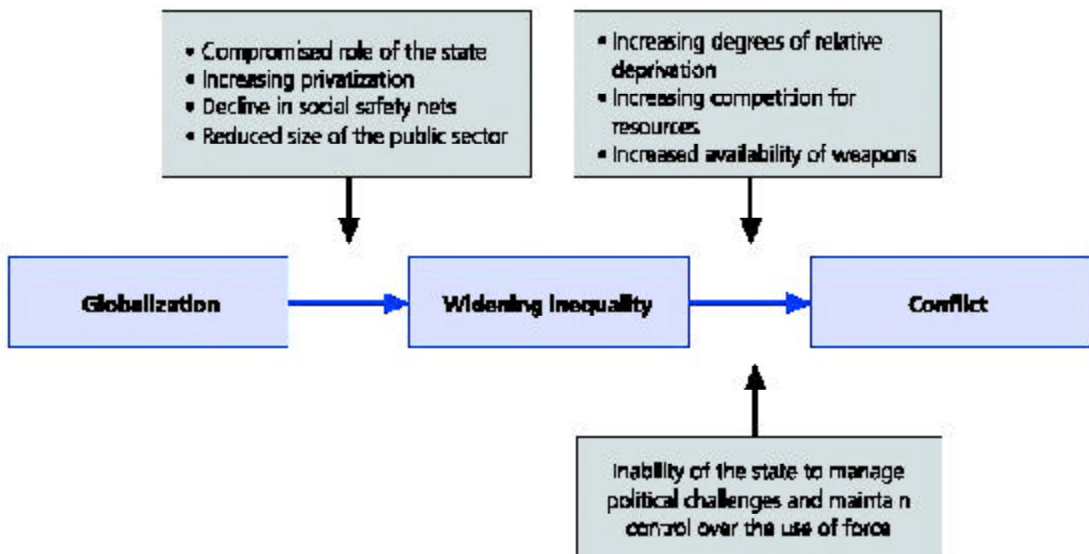 • Compromised role of the state
• Increasing privatization
• Decline in social safety nets
• Reduced size of the public sector
• Increasing degrees of relative
deprivation
• Increasing competition for
resources.
• Increased availability of weapons
Globalization
Widening inequality
Conflict
Inability of the state to manage
political challenges and maintain
control over the use of force